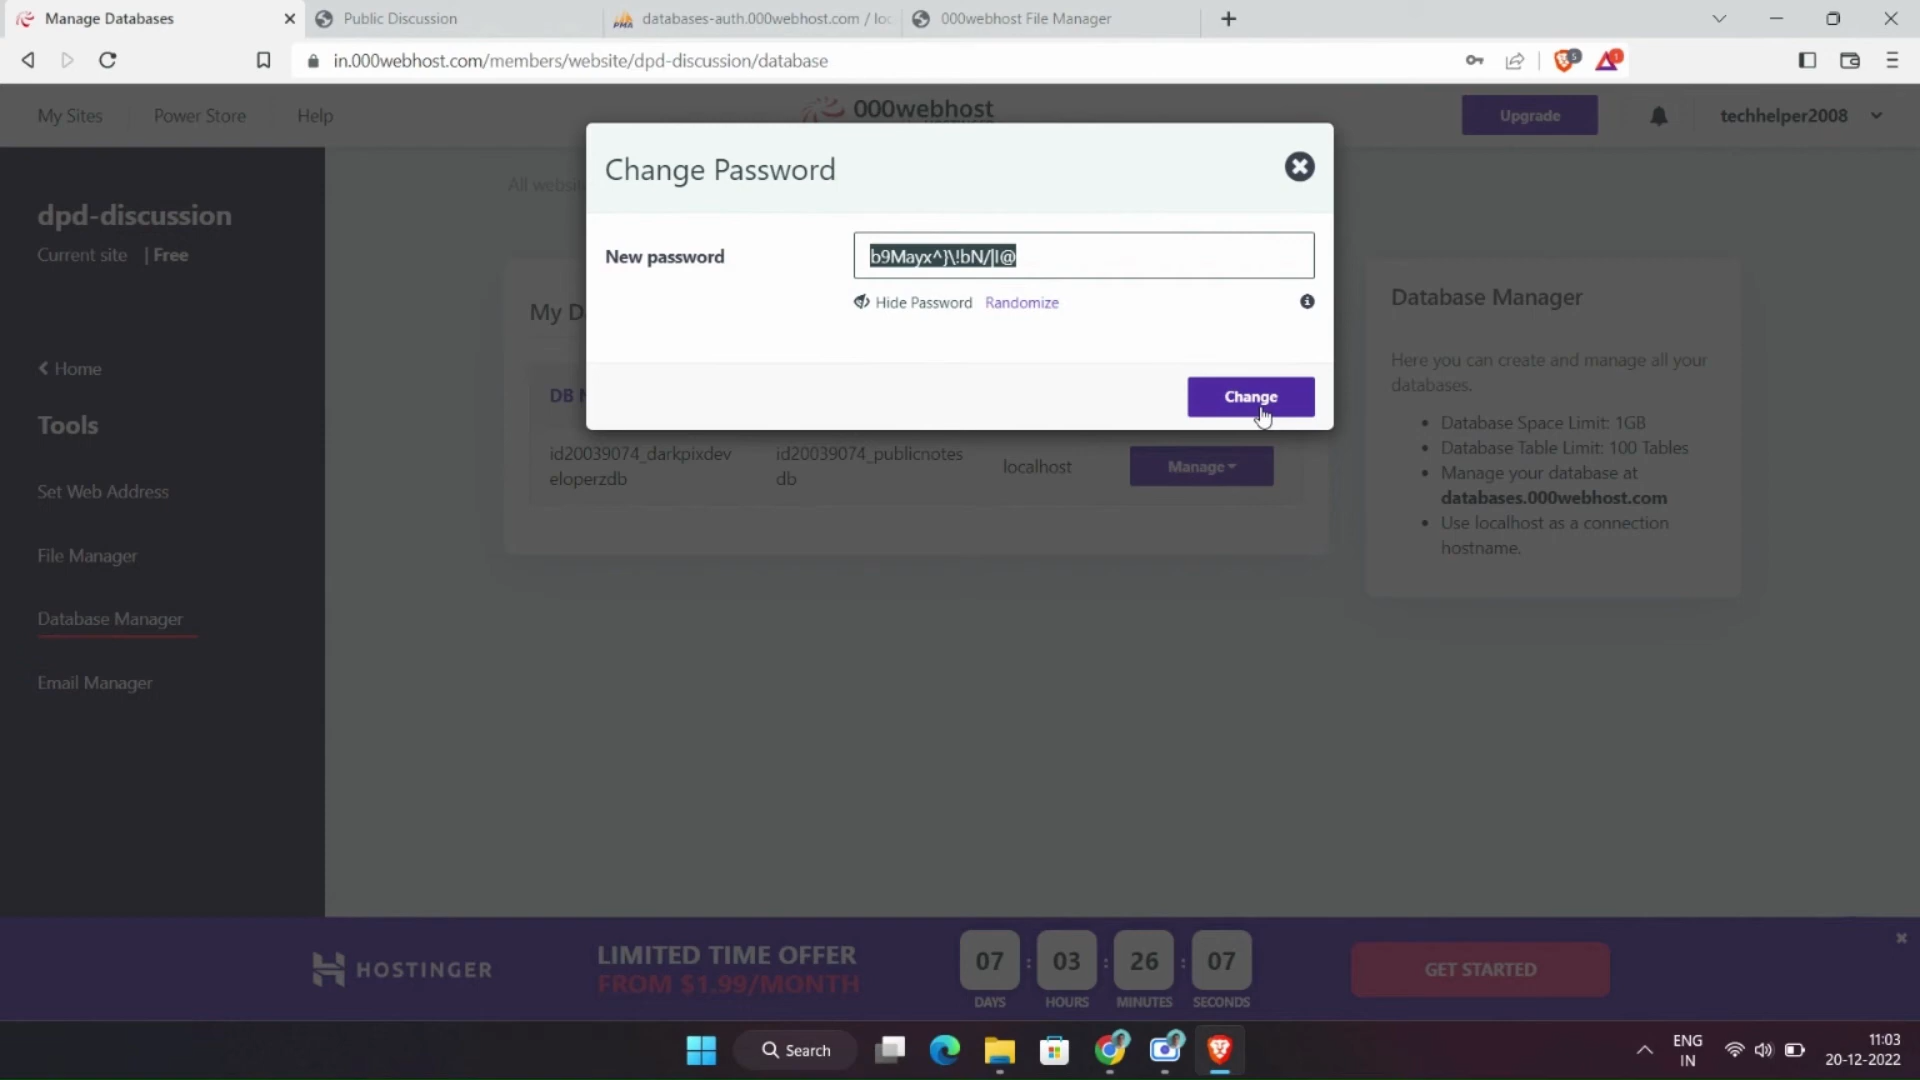 Manage Databases
Public Discussion
databases-auth.000webhost.com / loc
000webhost File Manager
in.000webhost.com/members/website/dpd-discussion/database
5
1
My Sites
Power Store
Help
000webhost
Upgrade
techhelper2008
dpd-discussion
Current site | Free
Home
Tools
Set Web Address
File Manager
Database Manager
Email Manager
All websi
Change Password
New password
b9Mayx^}\!bN/|I@
Hide Password Randomize
Change
My D
DB N
id20039074_darkpixdev
eloperzdb
id20039074_publicnotes
db
localhost
Manage
Database Manager
Here you can create and manage all your
databases.
• Database Space Limit: 1GB
• Database Table Limit: 100 Tables
• Manage your database at
databases.000webhost.com
• Use localhost as a connection
hostname.
HOSTINGER
LIMITED TIME OFFER
FROM $1.99/MONTH
07 : 03 : 26 : 07
DAYS HOURS MINUTES SECONDS
GET STARTED
Search
ENG
IN
11:03
20-12-2022